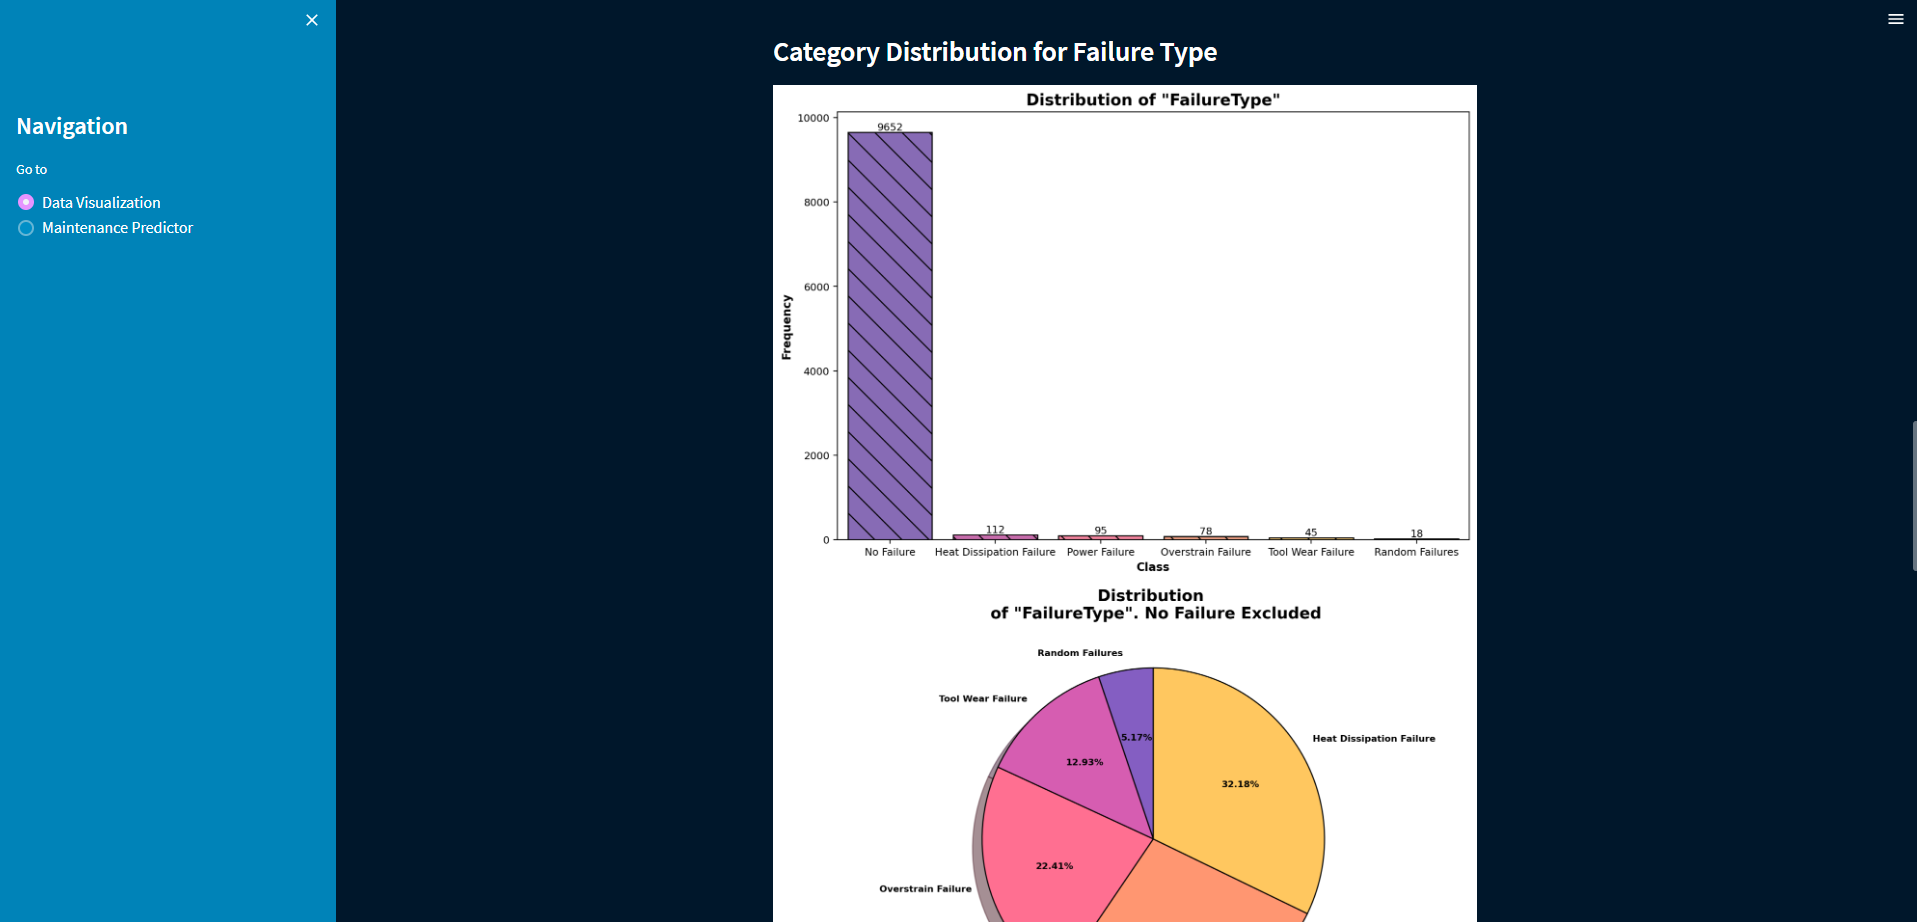 Navigation
Go to
Data Visualization
Maintenance Predictor
Category Distribution for Failure Type
Distribution of "FailureType"
10000
8000
6000
4000
2000
0
Frequency
9652
112
95
78
45
18
No Failure
Heat Dissipation Failure
Power Failure
Overstrain Failure
Tool Wear Failure
Random Failures
Class
Distribution
of "FailureType". No Failure Excluded
Random Failures
Tool Wear Failure
Heat Dissipation Failure
Overstrain Failure
5.17%
12.93%
32.18%
22.41%